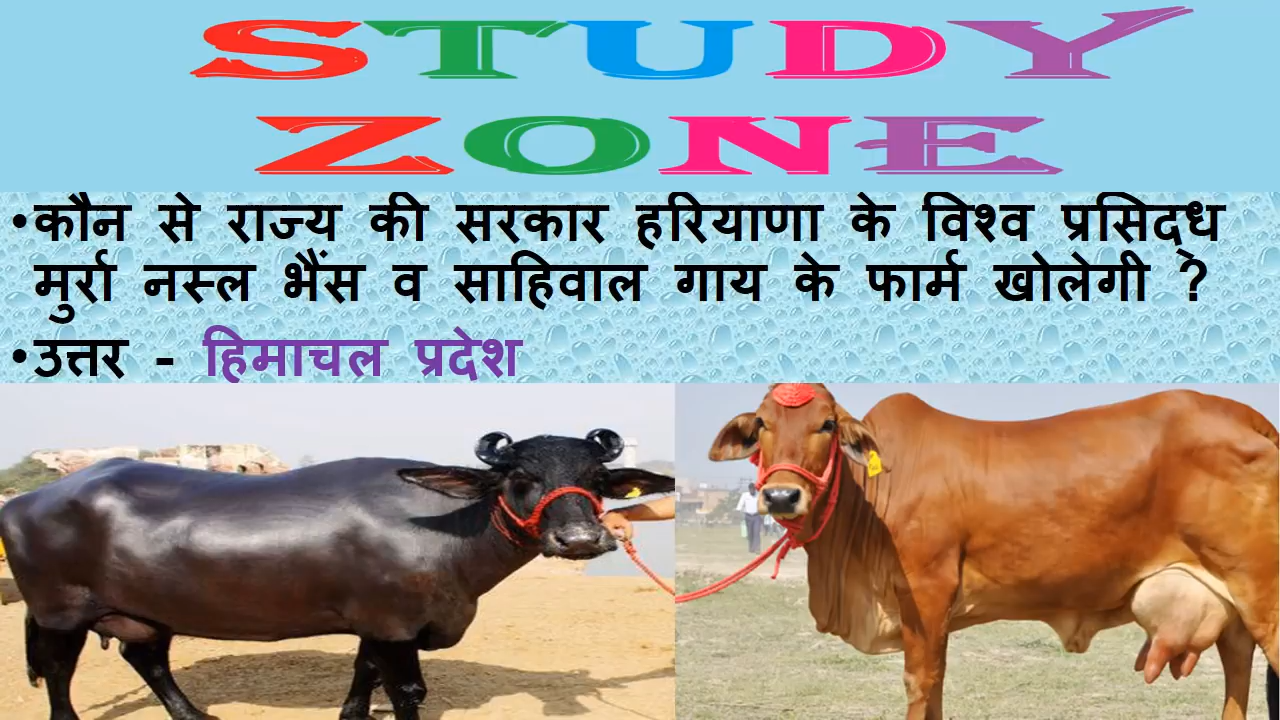 STUDY
ZONE
•कौन से राज्य की सरकार हरियाणा के विश्व प्रसिद्ध
मुर्रा नस्ल भैंस व साहिवाल गाय के फार्म खोलेगी ?
•उत्तर - हिमाचल प्रदेश